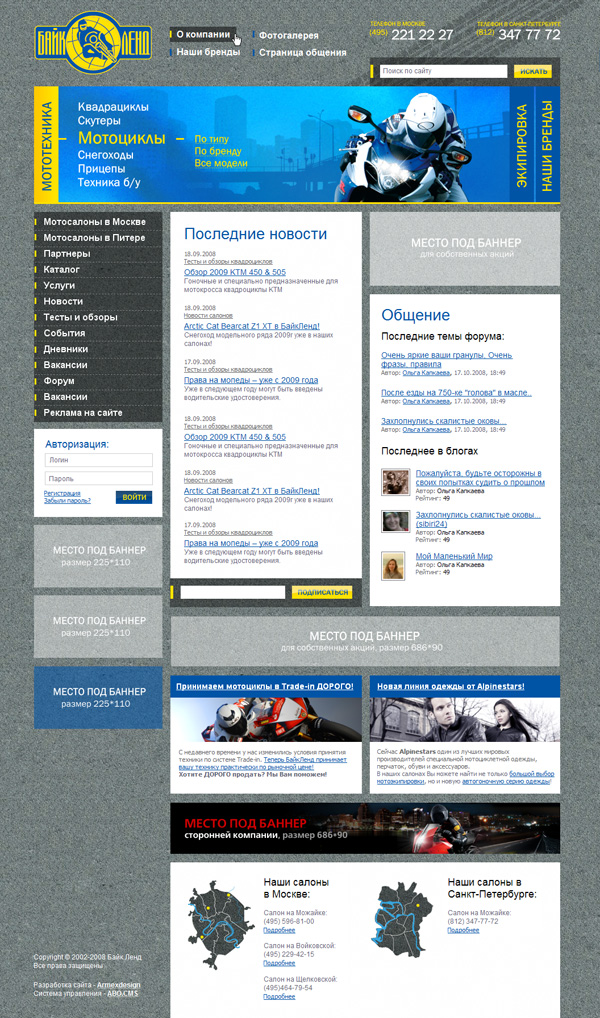 БАЙК ЛЕНД
О компании
Фотогалерея
Наши бренды
Страница общения
ТЕЛЕФОН В МОСКВЕ
(495) 221 22 27
ТЕЛЕФОН В САНКТ-ПЕТЕРБУРГЕ
(812) 347 77 72
Поиск по сайту
ИСКАТЬ
МОТОТЕХНИКА
Квадрациклы
Скутеры
Мотоциклы
Снегоходы
Прицепы
Техника б/у
По типу
По бренду
Все модели
ЭКИПИРОВКА
НАШИ БРЕНДЫ
Мотосалоны в Москве
Мотосалоны в Питере
Партнеры
Каталог
Услуги
Новости
Тесты и обзоры
События
Дневники
Вакансии
Форум
Вакансии
Реклама на сайте
Авторизация:
Логин
Пароль
Регистрация
Забыли пароль?
ВОЙТИ
МЕСТО ПОД БАННЕР
размер 225*110
МЕСТО ПОД БАННЕР
размер 225*110
МЕСТО ПОД БАННЕР
размер 225*110
Последние новости
18.09.2008
Тесты и обзоры квадроциклов
Обзор 2009 KTM 450 & 505
Гоночные и специально предназначенные для
мотокросса квадроциклы KTM
18.09.2008
Новости салонов
Arctic Cat Bearcat Z1 XT в БайкЛенд!
Снегоход модельного ряда 2009г уже в наших
салонах!
17.09.2008
Тесты и обзоры квадроциклов
Права на мопеды – уже с 2009 года
Уже в следующем году могут быть введены
водительские удостоверения.
18.09.2008
Тесты и обзоры квадроциклов
Обзор 2009 KTM 450 & 505
Гоночные и специально предназначенные для
мотокросса квадроциклы KTM
18.09.2008
Новости салонов
Arctic Cat Bearcat Z1 XT в БайкЛенд!
Снегоход модельного ряда 2009г уже в наших
салонах!
17.09.2008
Тесты и обзоры квадроциклов
Права на мопеды – уже с 2009 года
Уже в следующем году могут быть введены
водительские удостоверения.
ПОДПИСАТЬСЯ
МЕСТО ПОД БАННЕР
для собственных акций
Общение
Последние темы форума:
Очень яркие ваши гранулы. Очень
фразы, правила
Автор: Ольга Капкаева, 17.10.2008, 18:49
После езды на 750-ке "голова" в масле..
Автор: Ольга Капкаева, 17.10.2008, 18:49
Захлопнулись скалистые оковы...
Автор: Ольга Капкаева, 17.10.2008, 18:49
Последнее в блогах
Пожалуйста, будьте осторожны в
своих попытках судить о прошлом
Автор: Ольга Капкаева
Рейтинг: 49
Захлопнулись скалистые оковы...
(sibiri24)
Автор: Ольга Капкаева
Рейтинг: 49
Мой Маленький Мир
Автор: Ольга Капкаева
Рейтинг: 49
МЕСТО ПОД БАННЕР
для собственных акций, размер 686*90
Принимаем мотоциклы в Trade-in ДОРОГО!
С недавнего времени у нас изменились условия принятия
техники по системе Trade-in. Теперь БайкЛенд принимает
вашу технику практически по рыночной цене!
Хотите ДОРОГО продать? Мы Вам поможем!
Новая линия одежды от Alpinestars!
Сейчас Alpinestars один из лучших мировых
производителей специальной мотоциклетной одежды,
перчаток, обуви и аксессуаров.
В наших салонах Вы можете найти не только большой выбор
мотоэкипировки, но и новую автогоночную серию одежды!
МЕСТО ПОД БАННЕР
сторонней компании, размер 686*90
Наши салоны
в Москве:
Салон на Можайке:
(495) 596-81-00
Подробнее
Салон на Войковской:
(495) 229-42-15
Подробнее
Салон на Щелковской:
(495)464-79-54
Подробнее
Наши салоны в
Санкт-Петербурге:
Салон на Можайке:
(812) 347-77-72
Подробнее
Copyright © 2002-2008 Байк Ленд
Все права защищены
Разработка сайта - Armexdesign
Система управления - ABO.CMS